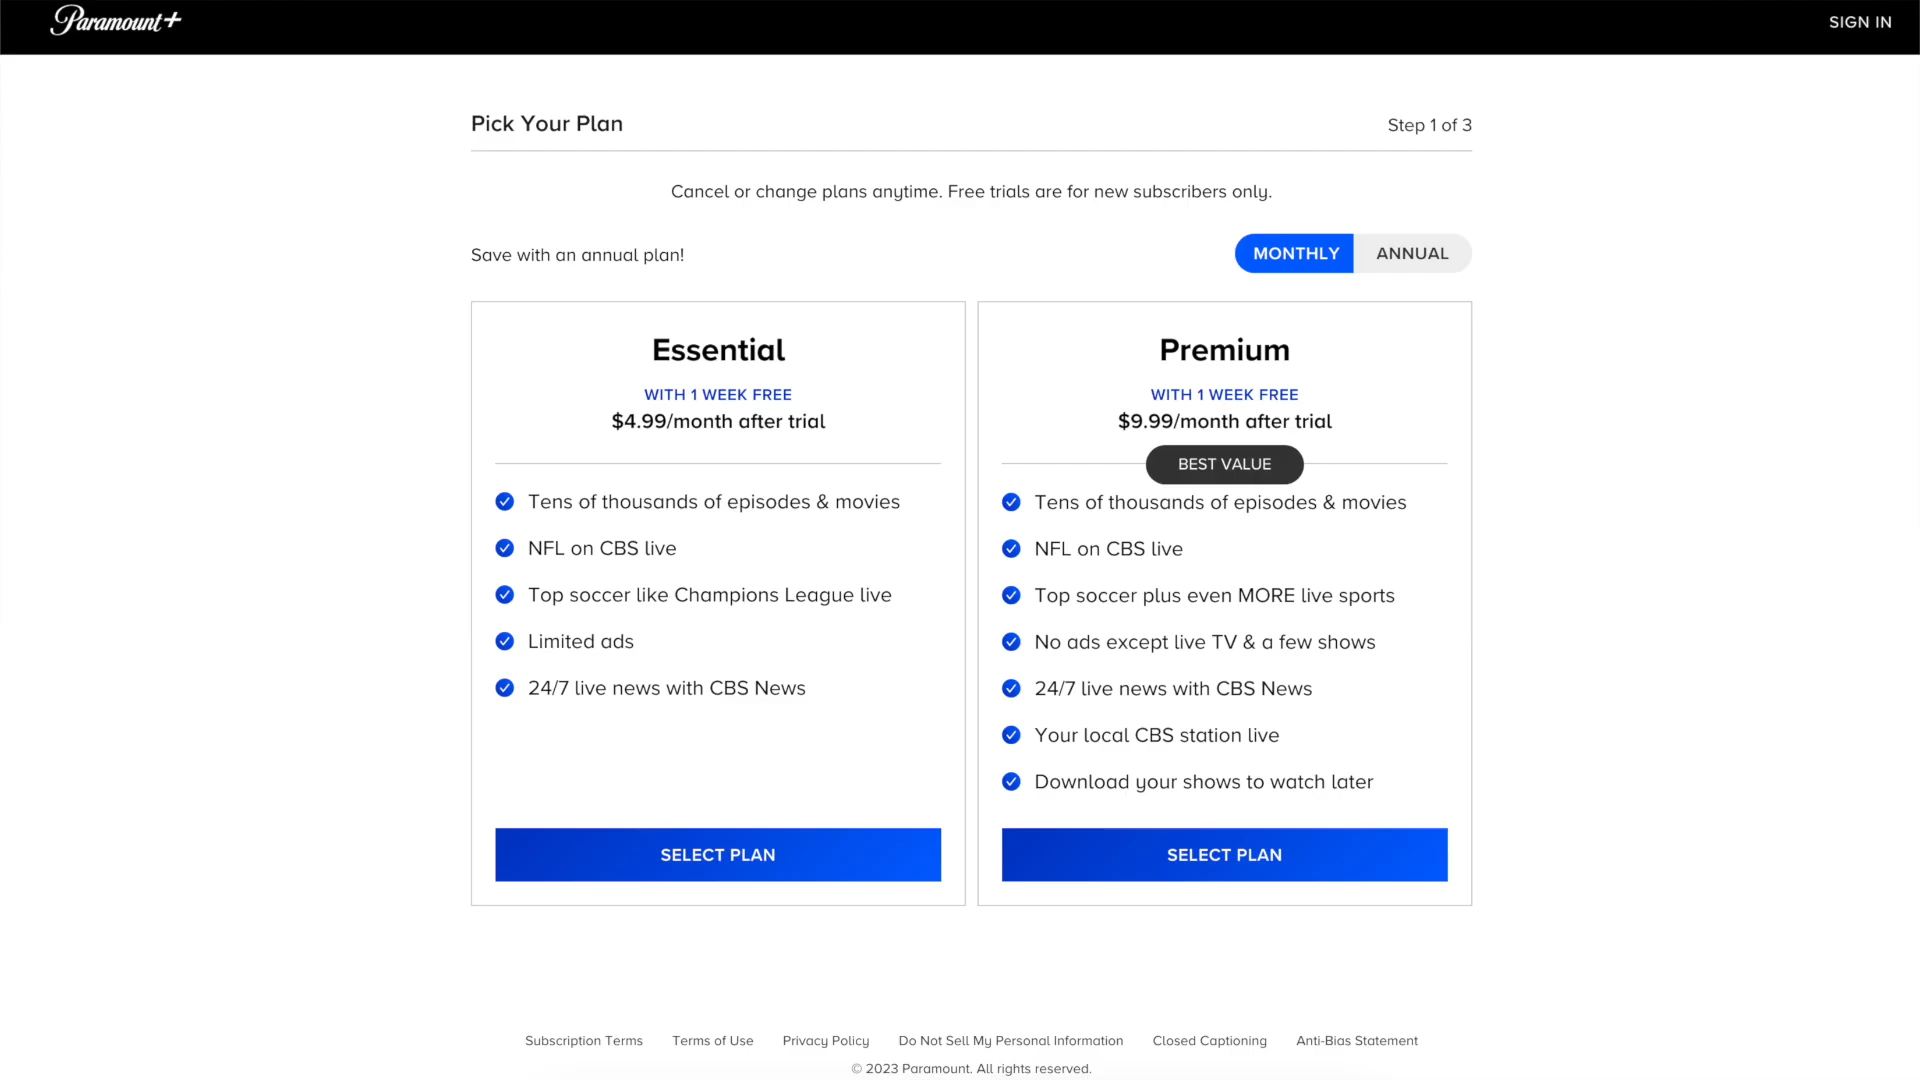 Paramount+
SIGN IN
Pick Your Plan
Step 1 of 3
Cancel or change plans anytime. Free trials are for new subscribers only.
Save with an annual plan!
MONTHLY
ANNUAL
Essential
WITH 1 WEEK FREE
$4.99/month after trial
Tens of thousands of episodes & movies
NFL on CBS live
Top soccer like Champions League live
Limited ads
24/7 live news with CBS News
SELECT PLAN
Premium
WITH 1 WEEK FREE
$9.99/month after trial
BEST VALUE
Tens of thousands of episodes & movies
NFL on CBS live
Top soccer plus even MORE live sports
No ads except live TV & a few shows
24/7 live news with CBS News
Your local CBS station live
Download your shows to watch later
SELECT PLAN
Subscription Terms
Terms of Use
Privacy Policy
Do Not Sell My Personal Information
Closed Captioning
Anti-Bias Statement
© 2023 Paramount. All rights reserved.